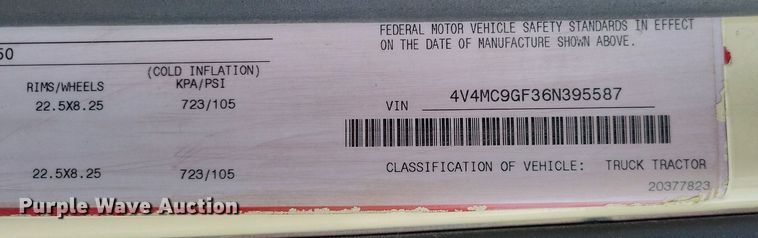 FEDERAL MOTOR VEHICLE SAFETY STANDARDS IN EFFECT
ON THE DATE OF MANUFACTURE SHOWN ABOVE.
(COLD INFLATION)
RIMS/WHEELS KPA/PSI
22.5X8.25 723/105
VIN 4V4MC9GF36N395587
22.5X8.25 723/105
CLASSIFICATION OF VEHICLE: TRUCK TRACTOR
20377823
Purple Wave Auction